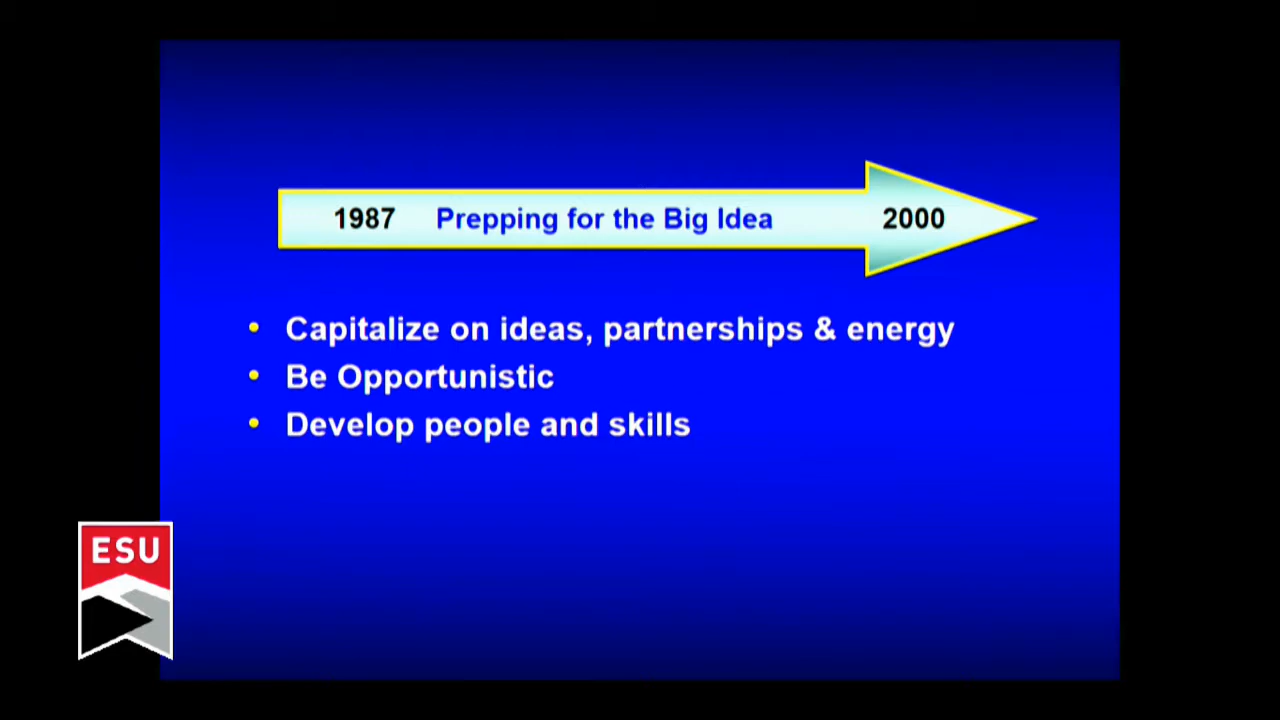 1987 Prepping for the Big Idea 2000
• Capitalize on ideas, partnerships & energy
• Be Opportunistic
• Develop people and skills
ESU